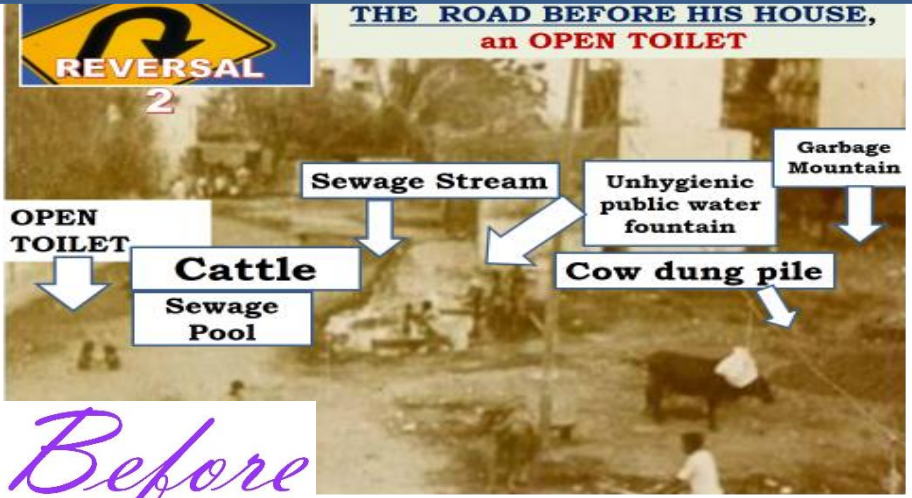 THE ROAD BEFORE HIS HOUSE,
an OPEN TOILET
REVERSAL
2
Garbage
Mountain
Sewage Stream
Unhygienic
public water
fountain
OPEN
TOILET
Cattle
Cow dung pile
Sewage
Pool
Before